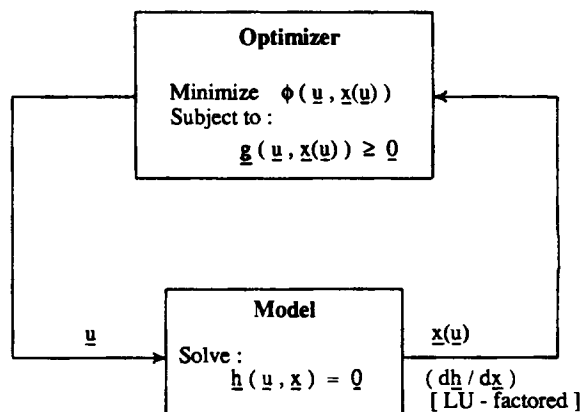 Optimizer
Minimize ϕ ( u , x(u) )
Subject to :
g ( u , x(u) ) ≥ 0
Model
u
x(u)
Solve :
h ( u , x ) = 0
( dh / dx )
[ LU - factored ]